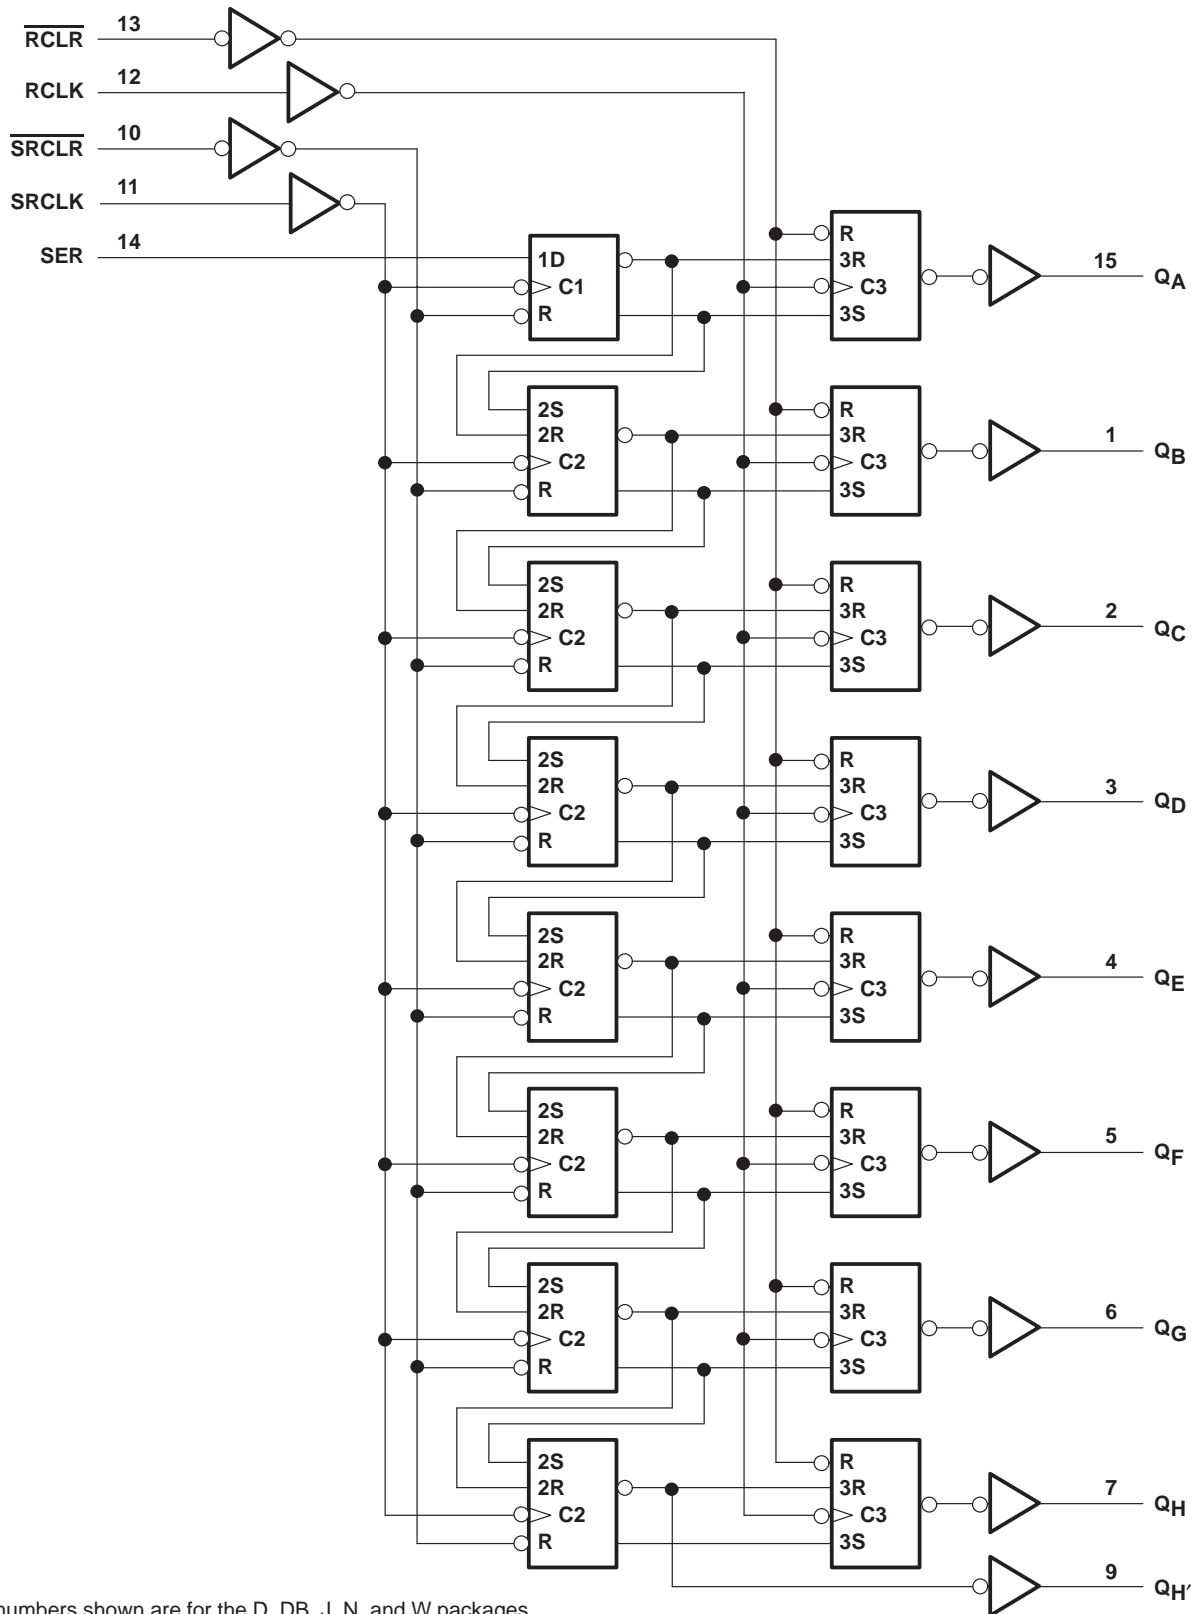 RCLR 13
RCLK 12
SRCLR 10
SRCLK 11
SER 14
1D
C1
R
R
3R
C3
3S
15 QA
2S
2R
C2
R
R
3R
C3
3S
1 QB
2S
2R
C2
R
R
3R
C3
3S
2 QC
2S
2R
C2
R
R
3R
C3
3S
3 QD
2S
2R
C2
R
R
3R
C3
3S
4 QE
2S
2R
C2
R
R
3R
C3
3S
5 QF
2S
2R
C2
R
R
3R
C3
3S
6 QG
2S
2R
C2
R
R
3R
C3
3S
7 QH
9 QH′
numbers shown are for the D, DB, J, N, and W packages